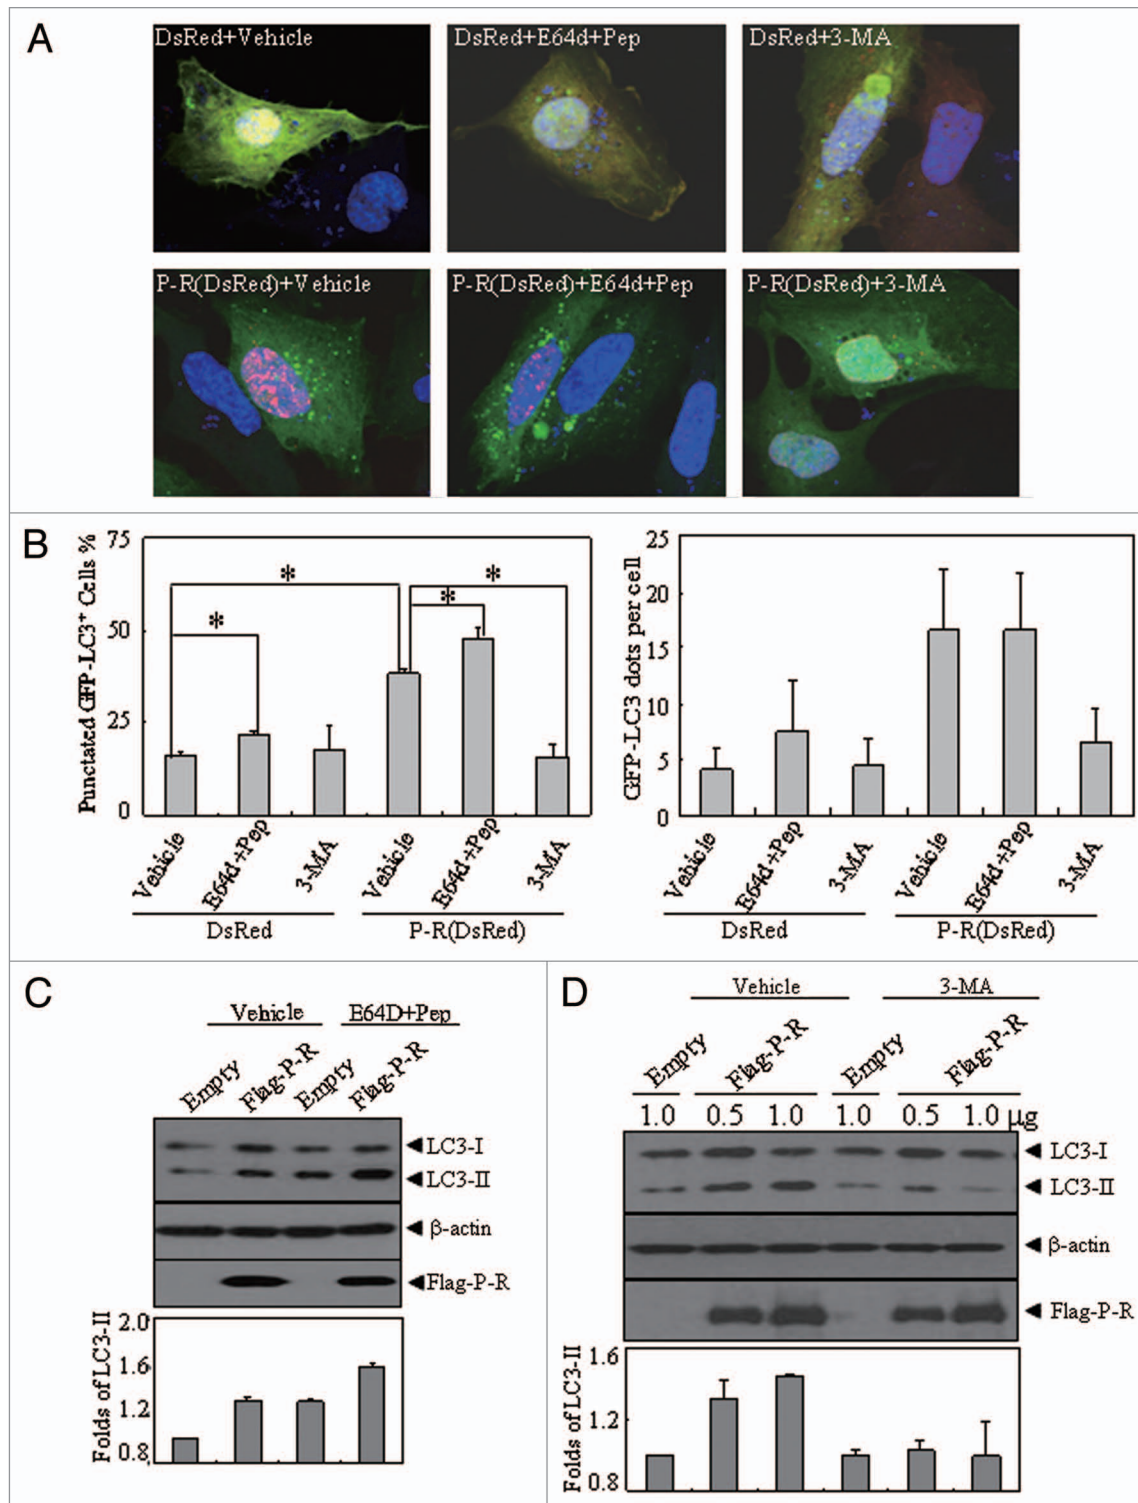 A
DsRed+Vehicle
DsRed+E64d+Pep
DsRed+3-MA
P-R(DsRed)+Vehicle
P-R(DsRed)+E64d+Pep
P-R(DsRed)+3-MA
B
Punctated GFP-LC3+ Cells %
75
50
25
0
*
*
*
*
Vehicle
E64d+Pep
3-MA
Vehicle
E64d+Pep
3-MA
DsRed
P-R(DsRed)
GFP-LC3 dots per cell
25
20
15
10
5
0
Vehicle
E64d+Pep
3-MA
Vehicle
E64d+Pep
3-MA
DsRed
P-R(DsRed)
C
Vehicle
E64D+Pep
Empty
Flag-P-R
Empty
Flag-P-R
LC3-I
LC3-II
β-actin
Flag-P-R
Folds of LC3-II
2.0
1.6
1.2
0.8
D
Vehicle
3-MA
Empty
Flag-P-R
Empty
Flag-P-R
1.0 0.5 1.0 1.0 0.5 1.0 μg
LC3-I
LC3-II
β-actin
Flag-P-R
Folds of LC3-II
1.6
1.2
0.8